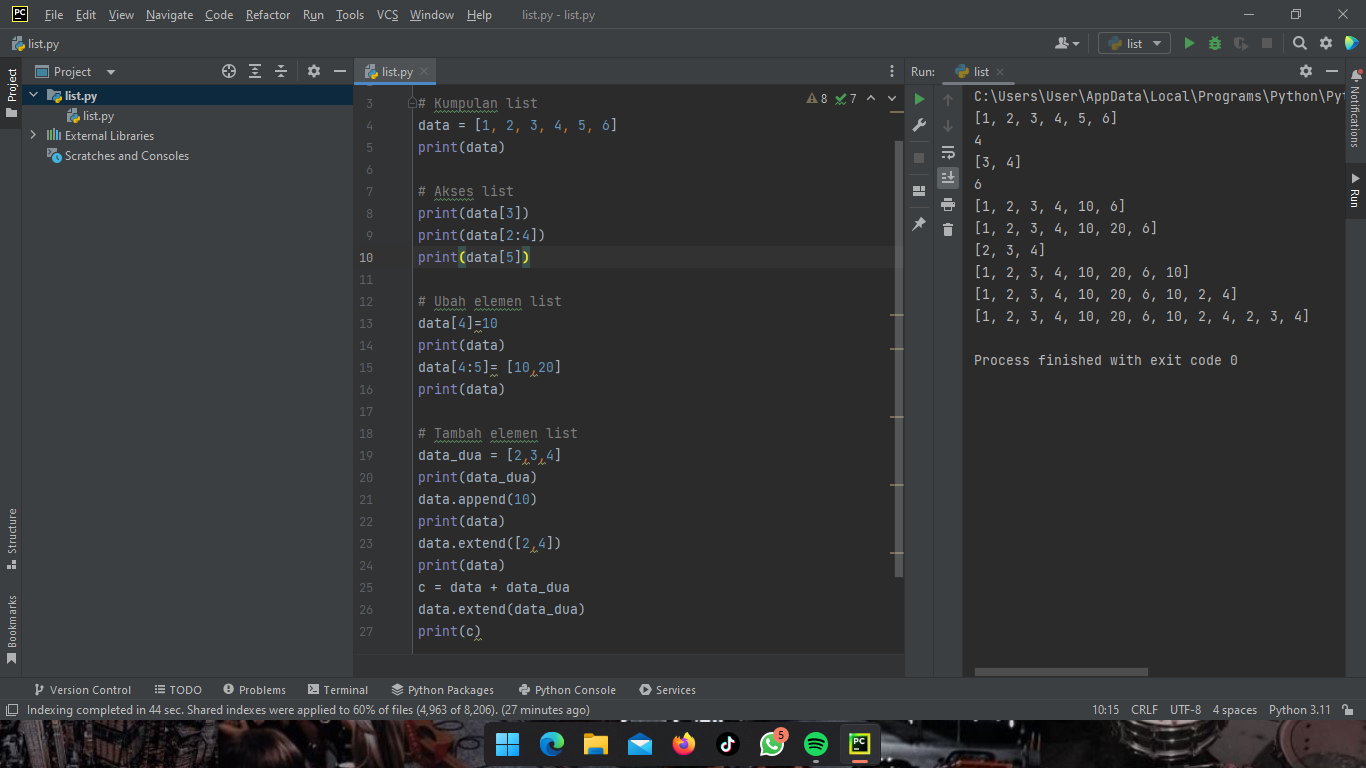 PC File Edit View Navigate Code Refactor Run Tools VCS Window Help list.py - list.py
list.py list
Project list.py Run: list
Project
list.py
list.py
External Libraries
Scratches and Consoles
Structure
Bookmarks
8 7
3 # Kumpulan list
4 data = [1, 2, 3, 4, 5, 6]
5 print(data)
6
7 # Akses list
8 print(data[3])
9 print(data[2:4])
10 print(data[5])
11
12 # Ubah elemen list
13 data[4]=10
14 print(data)
15 data[4:5]= [10,20]
16 print(data)
17
18 # Tambah elemen list
19 data_dua = [2,3,4]
20 print(data_dua)
21 data.append(10)
22 print(data)
23 data.extend([2,4])
24 print(data)
25 c = data + data_dua
26 data.extend(data_dua)
27 print(c)
C:\Users\User\AppData\Local\Programs\Python\Py
[1, 2, 3, 4, 5, 6]
4
[3, 4]
6
[1, 2, 3, 4, 10, 6]
[1, 2, 3, 4, 10, 20, 6]
[2, 3, 4]
[1, 2, 3, 4, 10, 20, 6, 10]
[1, 2, 3, 4, 10, 20, 6, 10, 2, 4]
[1, 2, 3, 4, 10, 20, 6, 10, 2, 4, 2, 3, 4]
Process finished with exit code 0
Notifications
Run
Version Control TODO Problems Terminal Python Packages Python Console Services
Indexing completed in 44 sec. Shared indexes were applied to 60% of files (4,963 of 8,206). (27 minutes ago) 10:15 CRLF UTF-8 4 spaces Python 3.11
5 PC